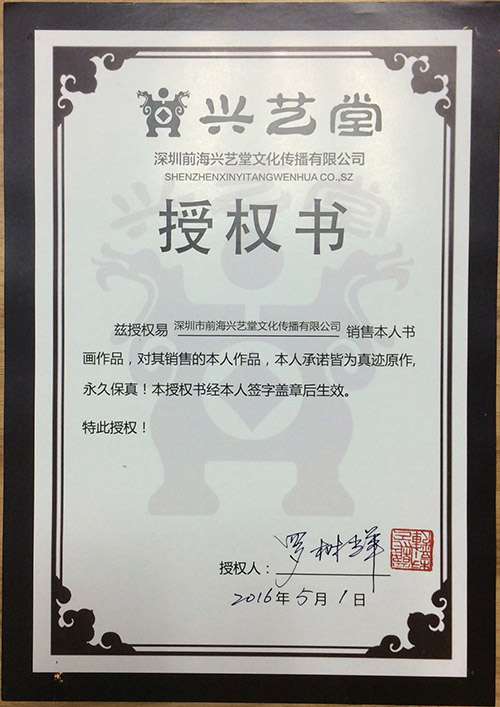 兴艺堂
深圳前海兴艺堂文化传播有限公司
SHENZHENXINYITANGWENHUA CO.,SZ
授权书
兹授权易 深圳市前海兴艺堂文化传播有限公司 销售本人书
画作品，对其销售的本人作品，本人承诺皆为真迹原作,
永久保真！本授权书经本人签字盖章后生效。
特此授权！
授权人：罗树
2016年5月1日